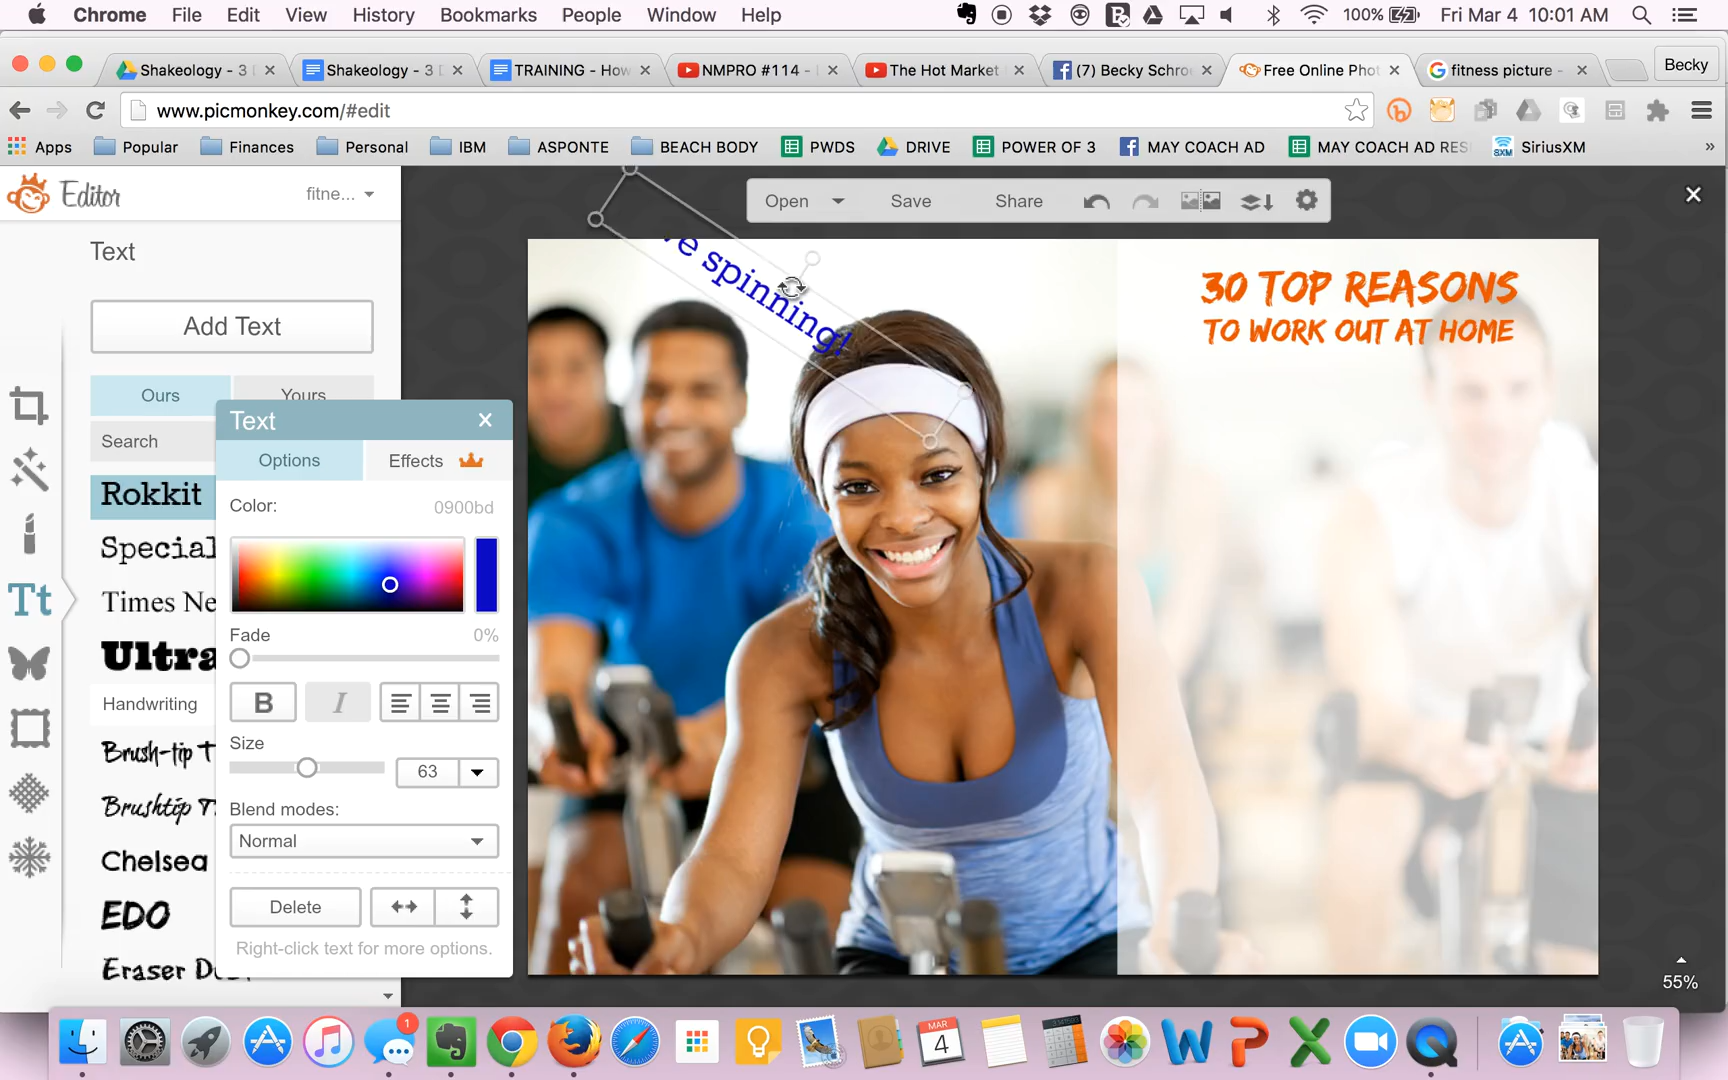 Chrome File Edit View History Bookmarks People Window Help 100% Fri Mar 4 10:01 AM
Shakeology - 3 D Shakeology - 3 D TRAINING - How NMPRO #114 - The Hot Market (7) Becky Schro Free Online Phot fitness picture - Becky
www.picmonkey.com/#edit
Apps Popular Finances Personal IBM ASPONTE BEACH BODY PWDS DRIVE POWER OF 3 MAY COACH AD MAY COACH AD RES SiriusXM »
Editor fitne...
Open Save Share
Text
Add Text
Ours Yours
Search
Rokkit
Special
Times Ne
Ultra
Handwriting
Brush-tip T
Brushtip T
Chelsea
EDO
Eraser D
Text
Options Effects
Color: 0900bd
Fade 0%
B I
Size
63
Blend modes:
Normal
Delete
Right-click text for more options.
ve spinning!
30 TOP REASONS
TO WORK OUT AT HOME
55%
1
MAR
4